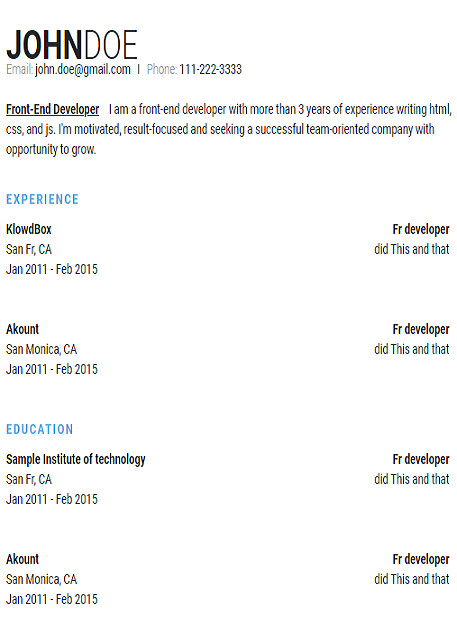 JOHNDOE
Email: john.doe@gmail.com | Phone: 111-222-3333
Front-End Developer I am a front-end developer with more than 3 years of experience writing html,
css, and js. I'm motivated, result-focused and seeking a successful team-oriented company with
opportunity to grow.
EXPERIENCE
KlowdBox Fr developer
San Fr, CA did This and that
Jan 2011 - Feb 2015
Akount Fr developer
San Monica, CA did This and that
Jan 2011 - Feb 2015
EDUCATION
Sample Institute of technology Fr developer
San Fr, CA did This and that
Jan 2011 - Feb 2015
Akount Fr developer
San Monica, CA did This and that
Jan 2011 - Feb 2015